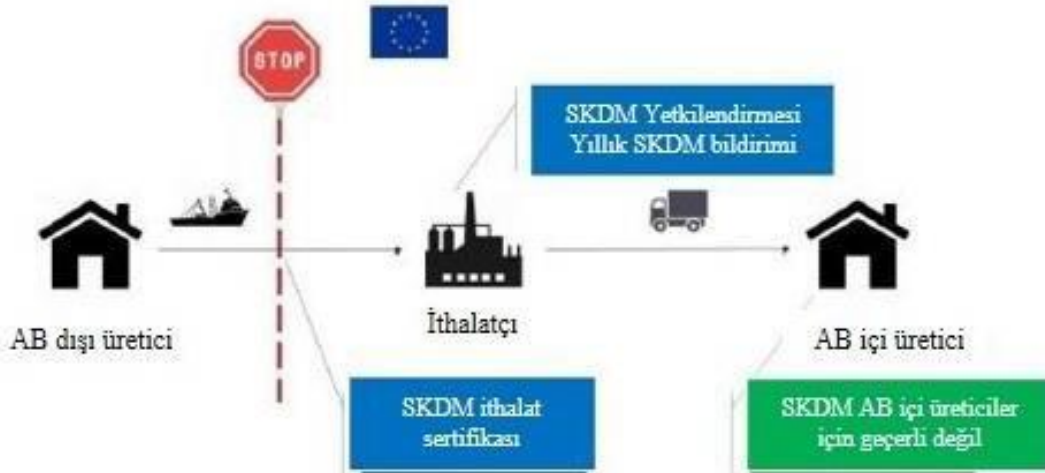 STOP
SKDM Yetkilendirmesi
Yıllık SKDM bildirimi
AB dışı üretici
İthalatçı
AB içi üretici
SKDM ithalat
sertifikası
SKDM AB içi üreticiler
için geçerli değil